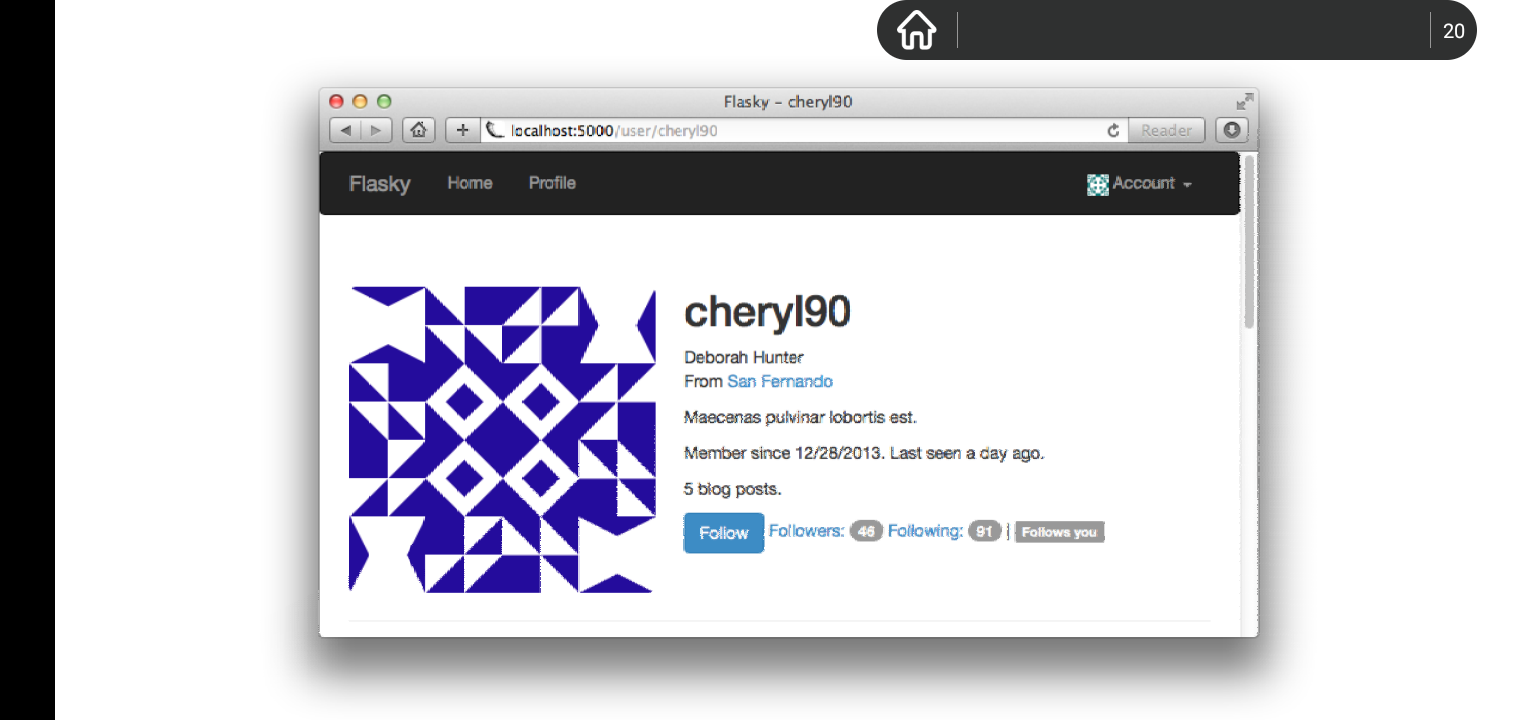 20
Flasky – cheryl90
localhost:5000/user/cheryl90
Reader
Flasky Home Profile Account
cheryl90
Deborah Hunter
From San Fernando
Maecenas pulvinar lobortis est.
Member since 12/28/2013. Last seen a day ago.
5 blog posts.
Follow Followers: 46 Following: 91 | Follows you